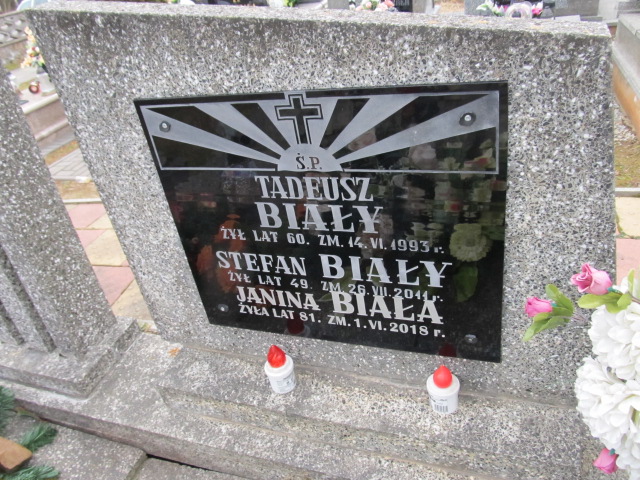 Ś.P.
TADEUSZ
BIAŁY
ŻYŁ LAT 60. ZM. 14. VI. 1993 r.
STEFAN BIAŁY
ŻYŁ LAT 49. ZM. 26. VII. 2011 r.
JANINA BIAŁA
ŻYŁA LAT 81. ZM. 1. VI. 2018 r.